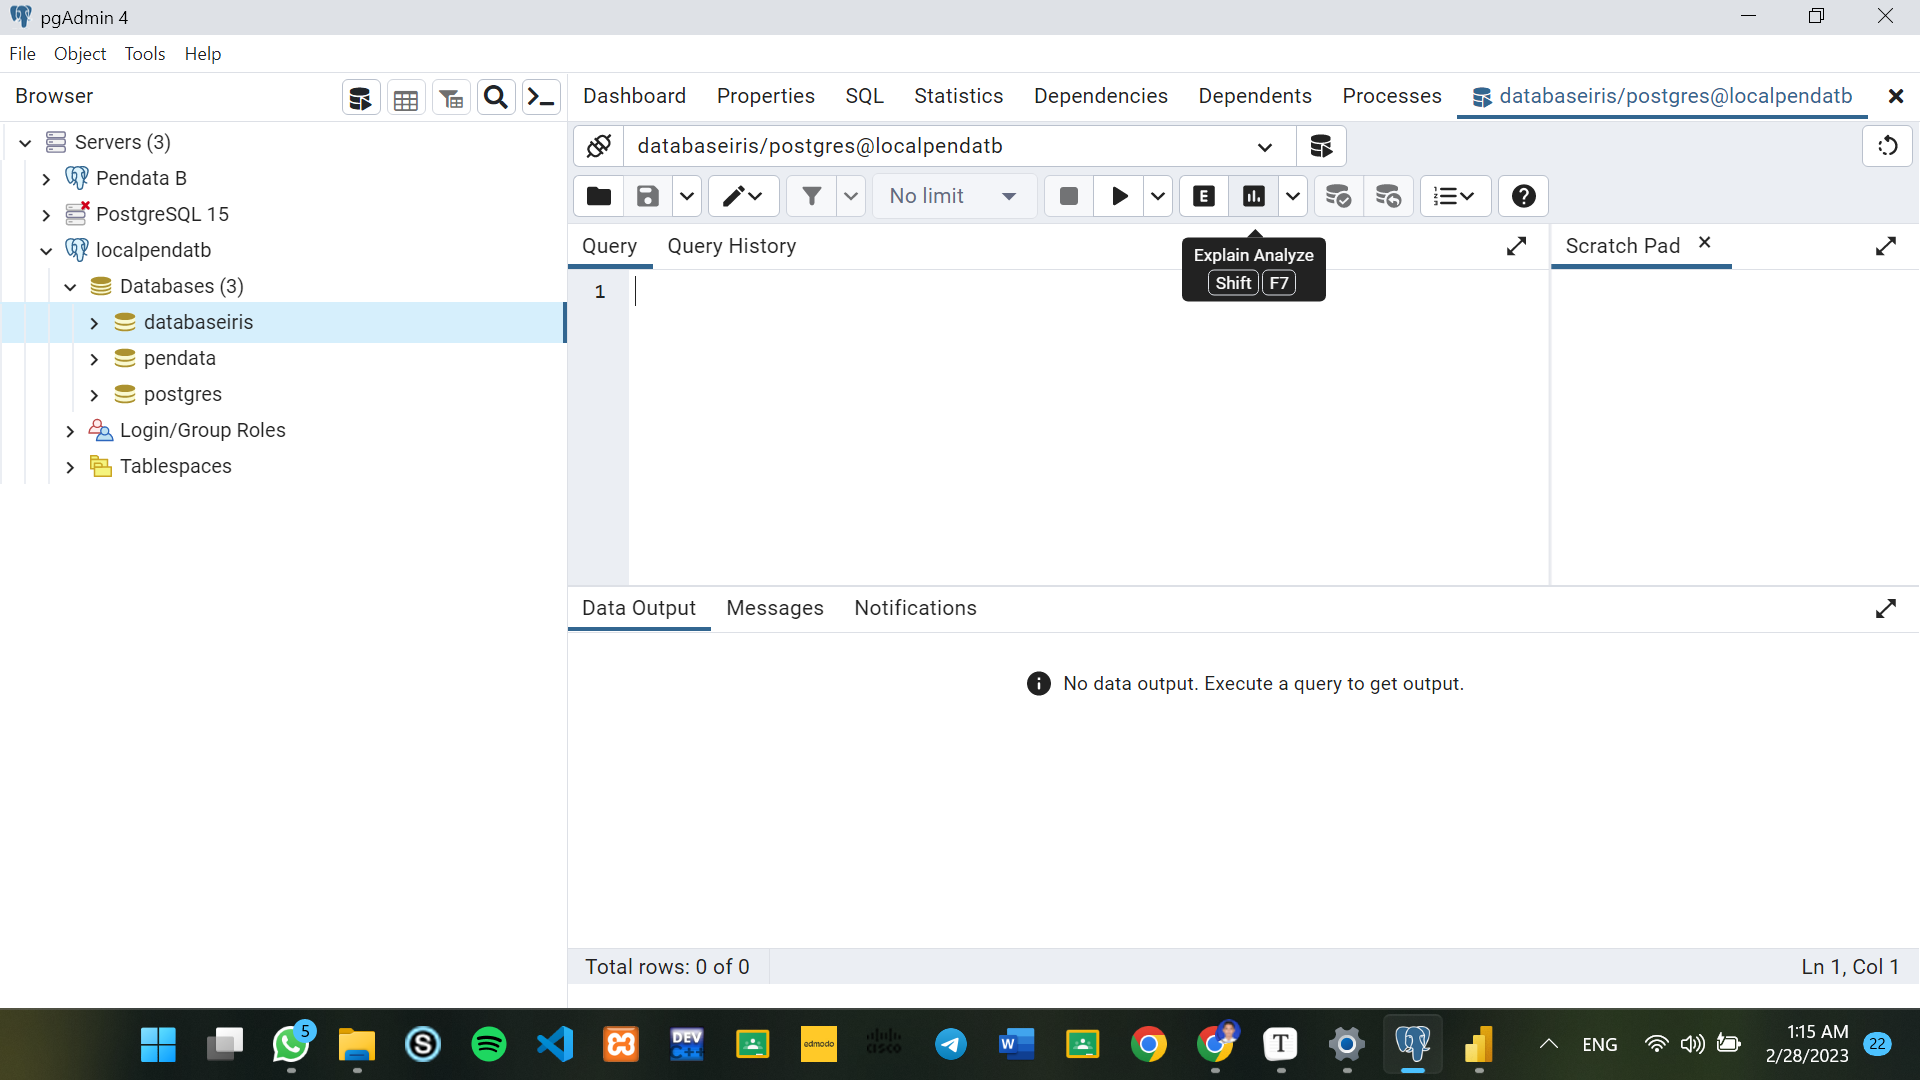 pgAdmin 4
File Object Tools Help
Browser
Dashboard Properties SQL Statistics Dependencies Dependents Processes databaseiris/postgres@localpendatb
Servers (3)
Pendata B
PostgreSQL 15
localpendatb
Databases (3)
databaseiris
pendata
postgres
Login/Group Roles
Tablespaces
databaseiris/postgres@localpendatb
No limit
E
Query Query History
Explain Analyze
Shift F7
Scratch Pad
1
Data Output Messages Notifications
No data output. Execute a query to get output.
Total rows: 0 of 0
Ln 1, Col 1
5
S
DEV
C++
edmodo
cisco
W
T
ENG
1:15 AM
2/28/2023
22